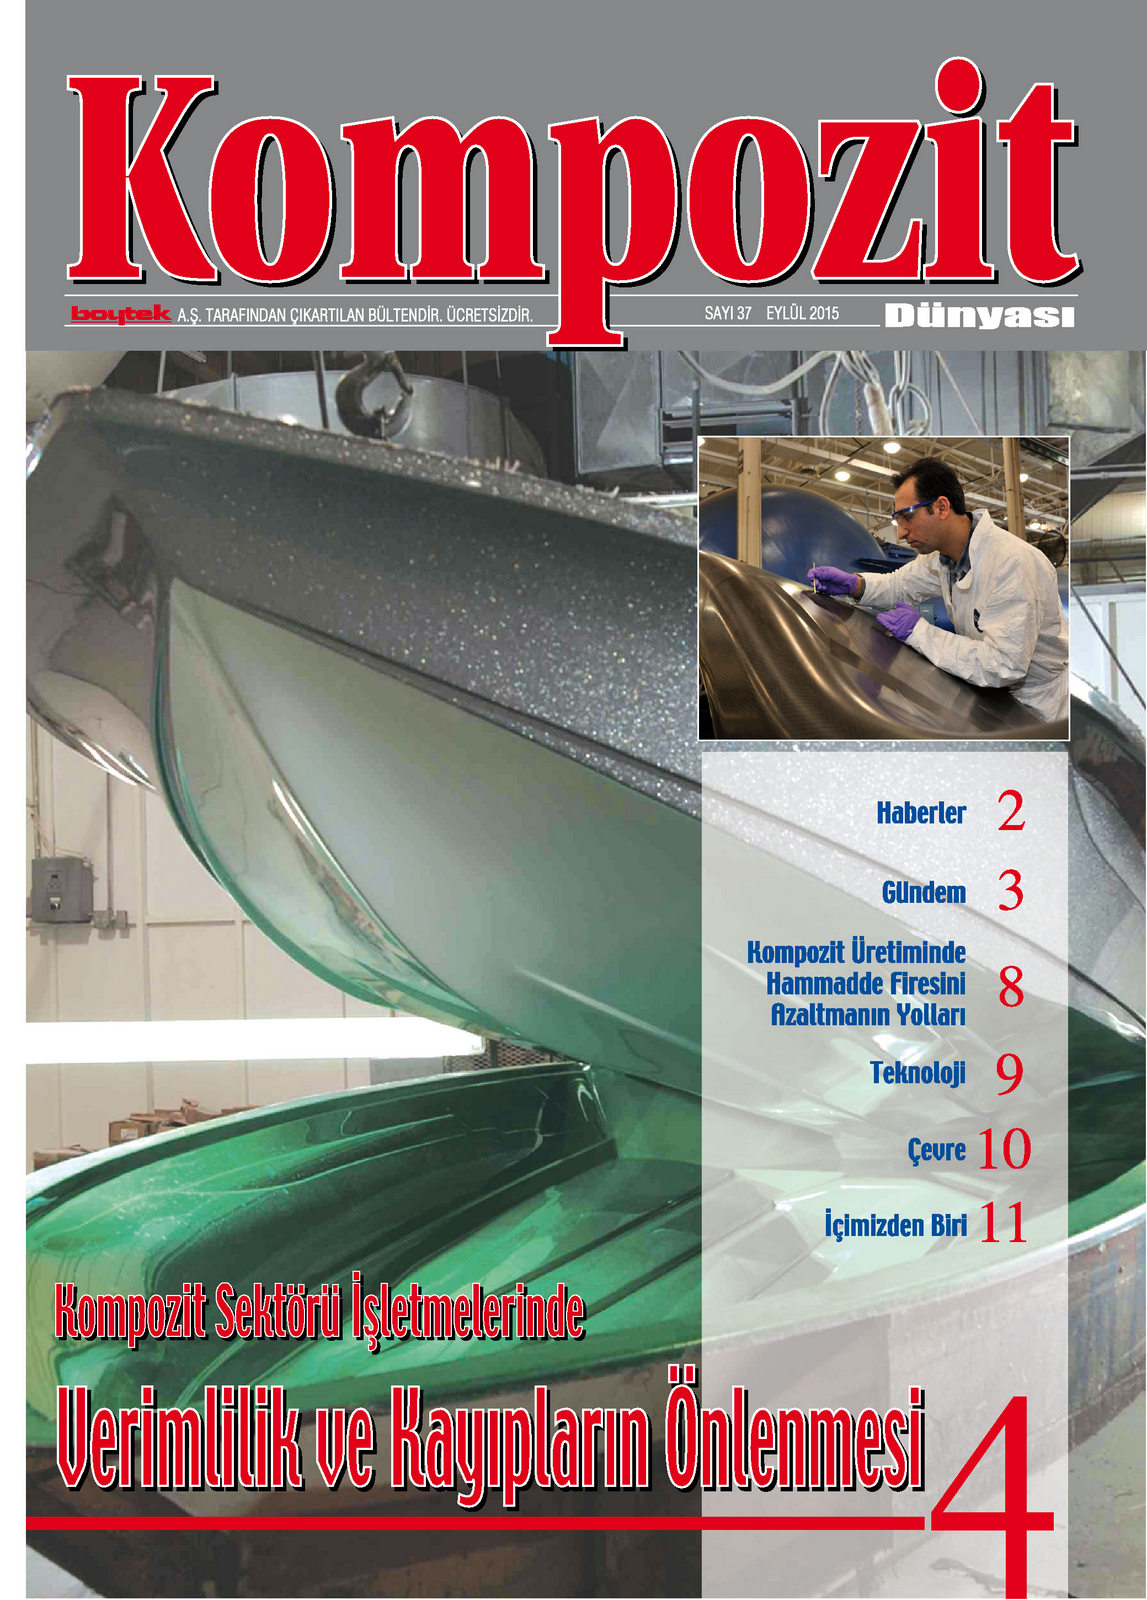 Kompozit
boytek A.Ş. TARAFINDAN ÇIKARTILAN BÜLTENDİR. ÜCRETSİZDİR.
SAYI 37 EYLÜL 2015
Dünyası
Haberler 2
Gündem 3
Kompozit Üretiminde
Hammadde Firesini
Azaltmanın Yolları
8
Teknoloji 9
Çevre 10
İçimizden Biri 11
Kompozit Sektörü İşletmelerinde
Verimlilik ve Kayıpların Önlenmesi 4